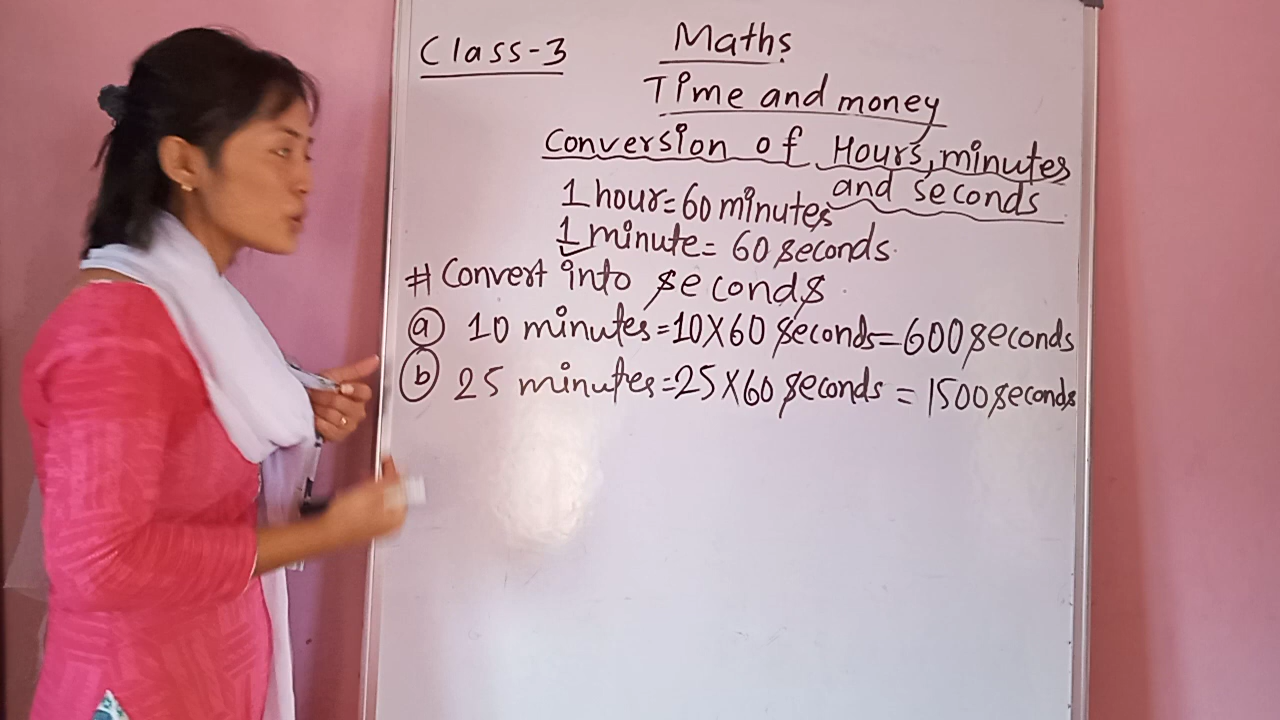 Class-3
Maths
Time and money
Conversion of Hours, minutes
and seconds
1 hour = 60 minutes
1 minute = 60 seconds.
# Convert into seconds.
(a) 10 minutes = 10 X 60 seconds = 600 seconds
(b) 25 minutes = 25 X 60 seconds = 1500 seconds